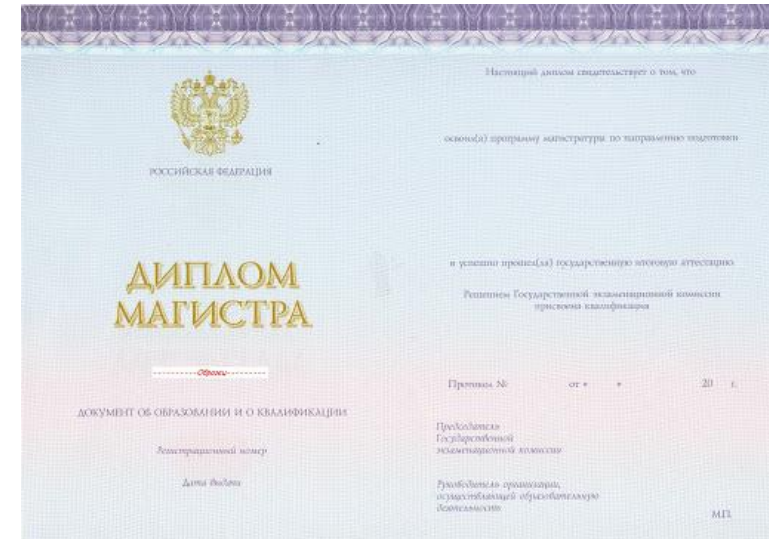 РОССИЙСКАЯ ФЕДЕРАЦИЯ
ДИПЛОМ
МАГИСТРА
Образец
ДОКУМЕНТ ОБ ОБРАЗОВАНИИ И О КВАЛИФИКАЦИИ
Регистрационный номер
Дата выдачи
Настоящий диплом свидетельствует о том, что
освоил(а) программу магистратуры по направлению подготовки
и успешно прошел(ла) государственную итоговую аттестацию.
Решением Государственной экзаменационной комиссии
присвоена квалификация
Протокол № от « » 20 г.
Председатель
Государственной
экзаменационной комиссии
Руководитель организации,
осуществляющей образовательную
деятельность
М.П.